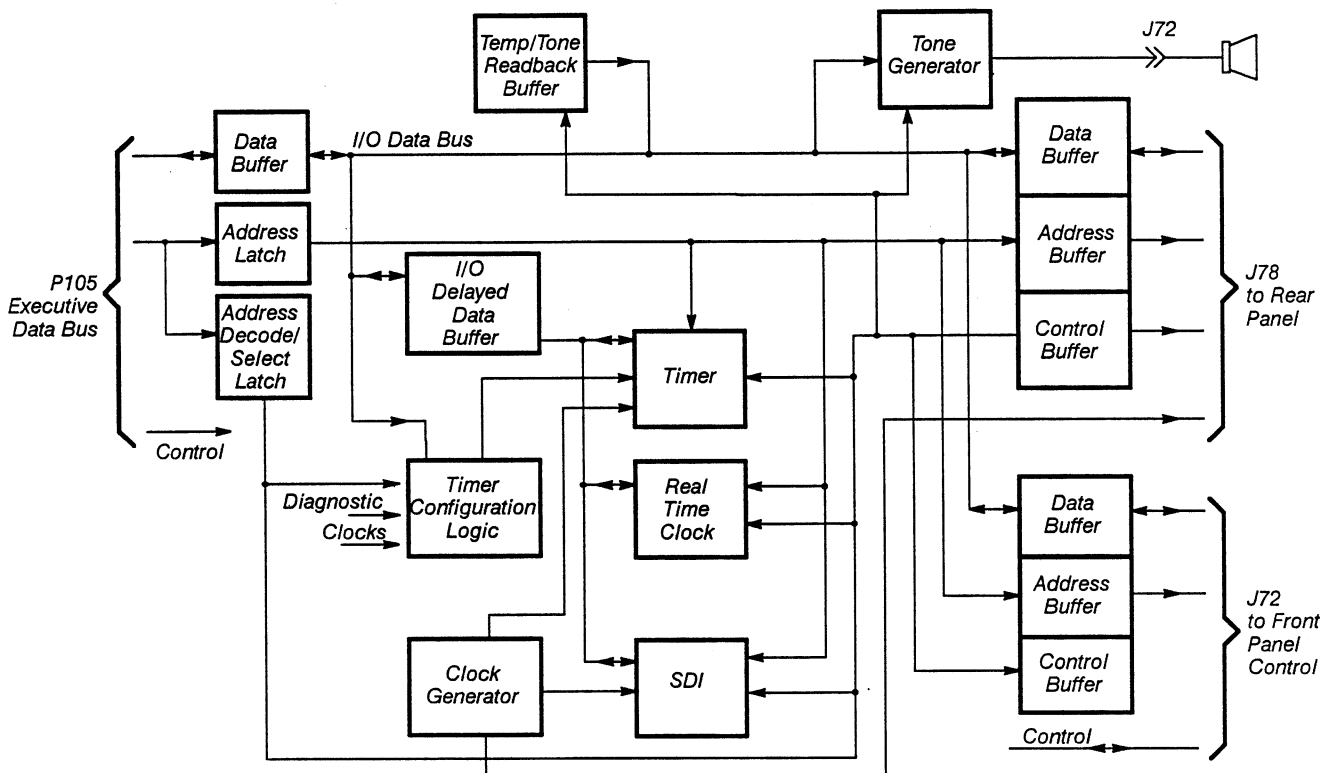 Temp/Tone
Readback
Buffer
Tone
Generator
J72
Data
Buffer
I/O Data Bus
Data
Buffer
Address
Latch
Address
Buffer
I/O
Delayed
Data
Buffer
P105
Executive
Data Bus
Address
Decode/
Select
Latch
Control
Buffer
J78
to Rear
Panel
Timer
Control
Diagnostic
Clocks
Timer
Configuration
Logic
Real
Time
Clock
Data
Buffer
Address
Buffer
Control
Buffer
J72
to Front
Panel
Control
Clock
Generator
SDI
Control